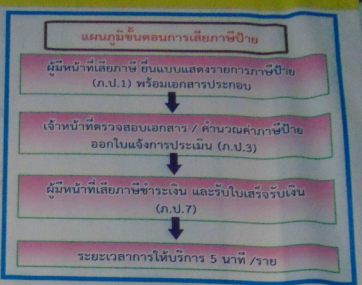 แผนภูมิขั้นตอนการเสียภาษีป้าย
ผู้มีหน้าที่เสียภาษี ยื่นแบบแสดงรายการภาษีป้าย
(ภ.ป.1) พร้อมเอกสารประกอบ
เจ้าหน้าที่ตรวจสอบเอกสาร / คำนวณค่าภาษีป้าย
ออกใบแจ้งการประเมิน (ภ.ป.3)
ผู้มีหน้าที่เสียภาษีชำระเงิน และรับใบเสร็จรับเงิน
(ภ.ป.7)
ระยะเวลาการให้บริการ 5 นาที /ราย